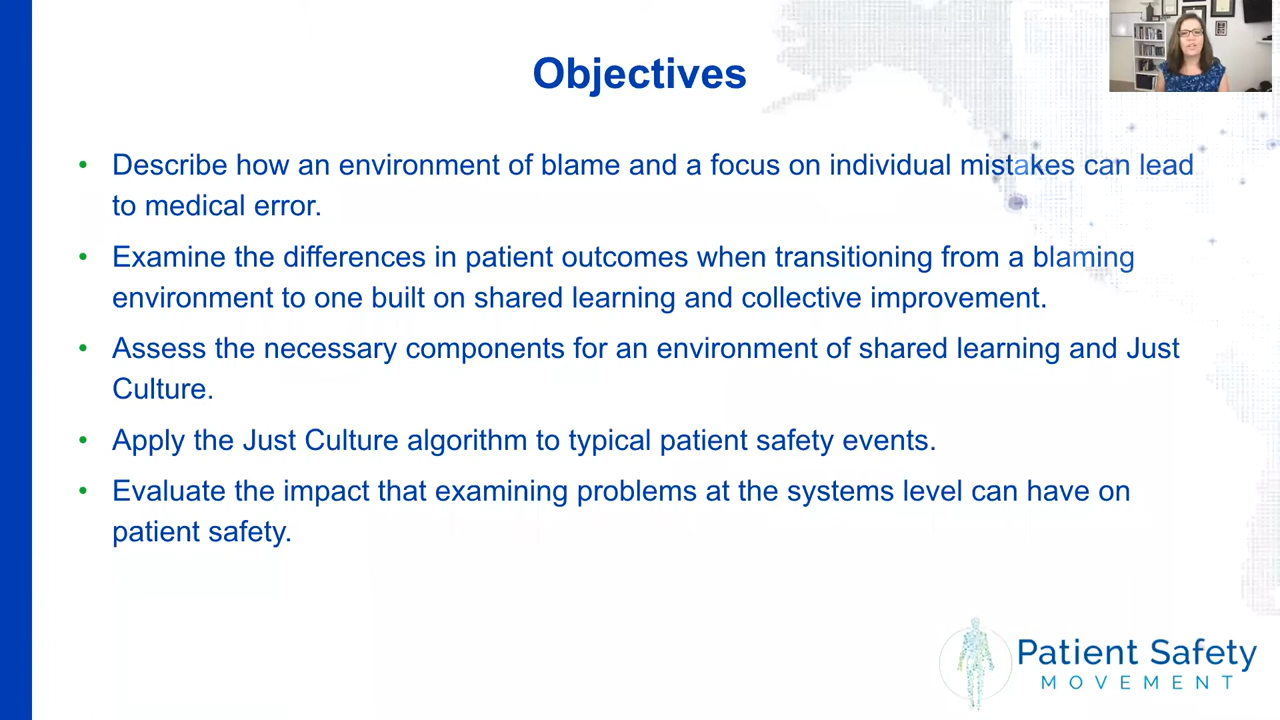 Objectives
• Describe how an environment of blame and a focus on individual mistakes can lead
to medical error.
• Examine the differences in patient outcomes when transitioning from a blaming
environment to one built on shared learning and collective improvement.
• Assess the necessary components for an environment of shared learning and Just
Culture.
• Apply the Just Culture algorithm to typical patient safety events.
• Evaluate the impact that examining problems at the systems level can have on
patient safety.
Patient Safety
MOVEMENT